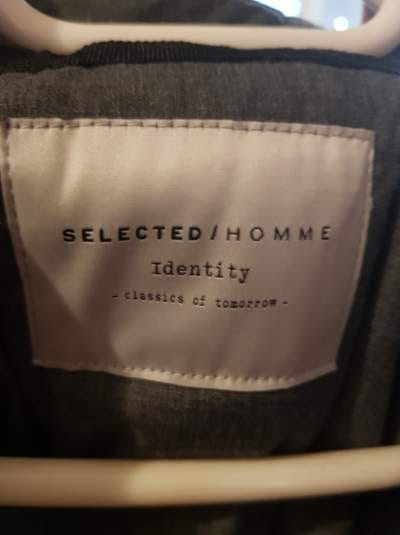 SELECTED/HOMME
Identity
- classics of tomorrow -